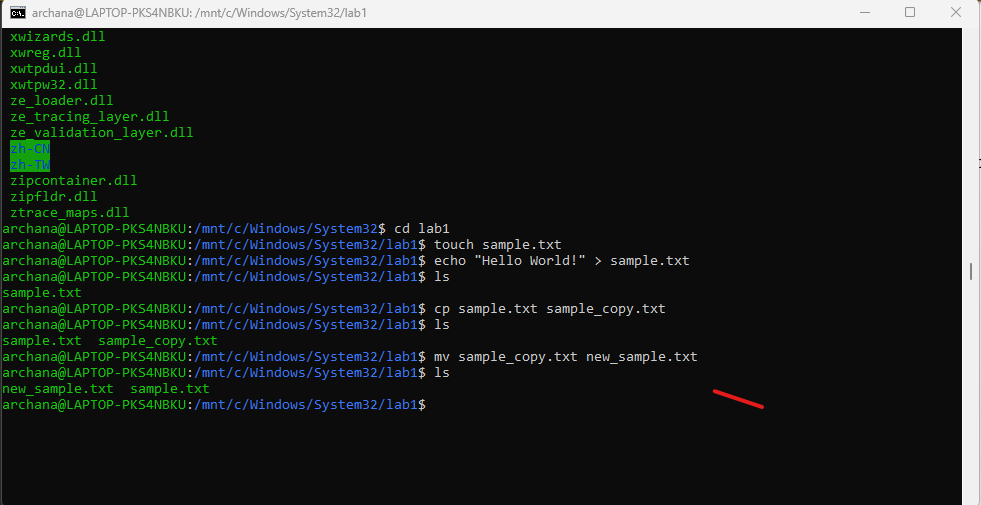 archana@LAPTOP-PKS4NBKU: /mnt/c/Windows/System32/lab1
xwizards.dll
xwreg.dll
xwtpdui.dll
xwtpw32.dll
ze_loader.dll
ze_tracing_layer.dll
ze_validation_layer.dll
zh-CN
zh-TW
zipcontainer.dll
zipfldr.dll
ztrace_maps.dll
archana@LAPTOP-PKS4NBKU:/mnt/c/Windows/System32$ cd lab1
archana@LAPTOP-PKS4NBKU:/mnt/c/Windows/System32/lab1$ touch sample.txt
archana@LAPTOP-PKS4NBKU:/mnt/c/Windows/System32/lab1$ echo "Hello World!" > sample.txt
archana@LAPTOP-PKS4NBKU:/mnt/c/Windows/System32/lab1$ ls
sample.txt
archana@LAPTOP-PKS4NBKU:/mnt/c/Windows/System32/lab1$ cp sample.txt sample_copy.txt
archana@LAPTOP-PKS4NBKU:/mnt/c/Windows/System32/lab1$ ls
sample.txt  sample_copy.txt
archana@LAPTOP-PKS4NBKU:/mnt/c/Windows/System32/lab1$ mv sample_copy.txt new_sample.txt
archana@LAPTOP-PKS4NBKU:/mnt/c/Windows/System32/lab1$ ls
new_sample.txt  sample.txt
archana@LAPTOP-PKS4NBKU:/mnt/c/Windows/System32/lab1$